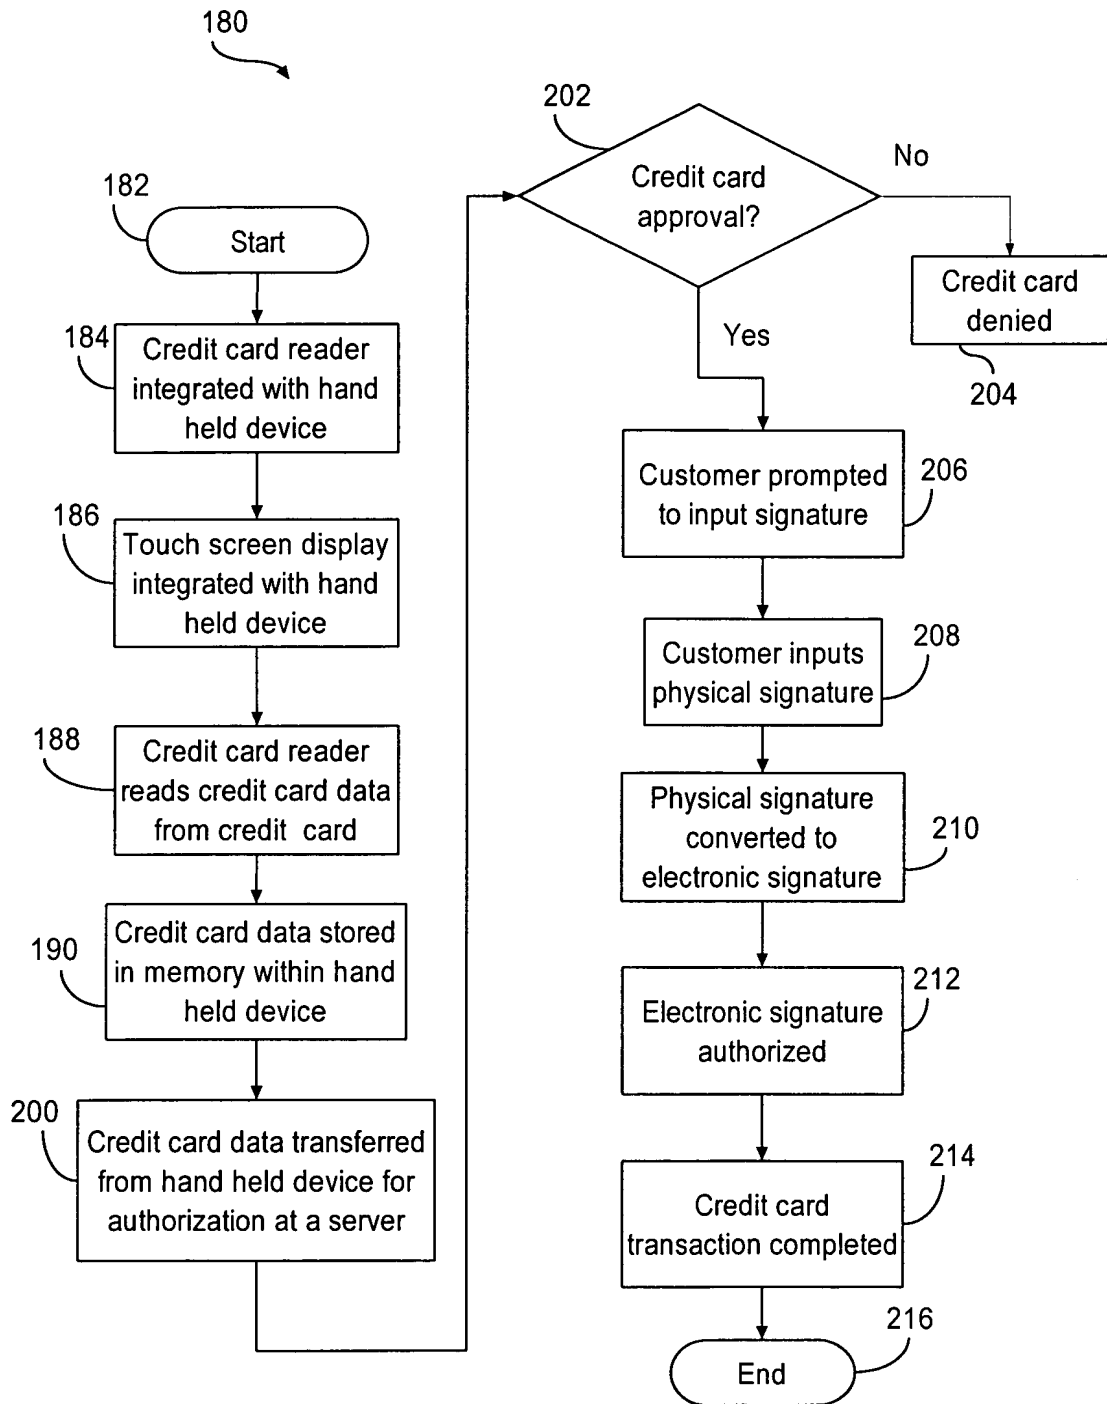 180
182
Start
184
Credit card reader
integrated with hand
held device
186
Touch screen display
integrated with hand
held device
188
Credit card reader
reads credit card data
from credit card
190
Credit card data stored
in memory within hand
held device
200
Credit card data transferred
from hand held device for
authorization at a server
202
Credit card
approval?
No
Credit card
denied
204
Yes
Customer prompted
to input signature
206
Customer inputs
physical signature
208
Physical signature
converted to
electronic signature
210
Electronic signature
authorized
212
Credit card
transaction completed
214
End
216